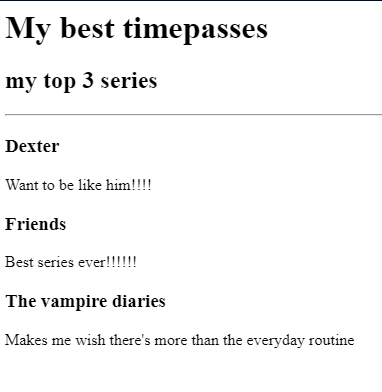 My best timepasses
my top 3 series
Dexter
Want to be like him!!!!
Friends
Best series ever!!!!!!
The vampire diaries
Makes me wish there's more than the everyday routine